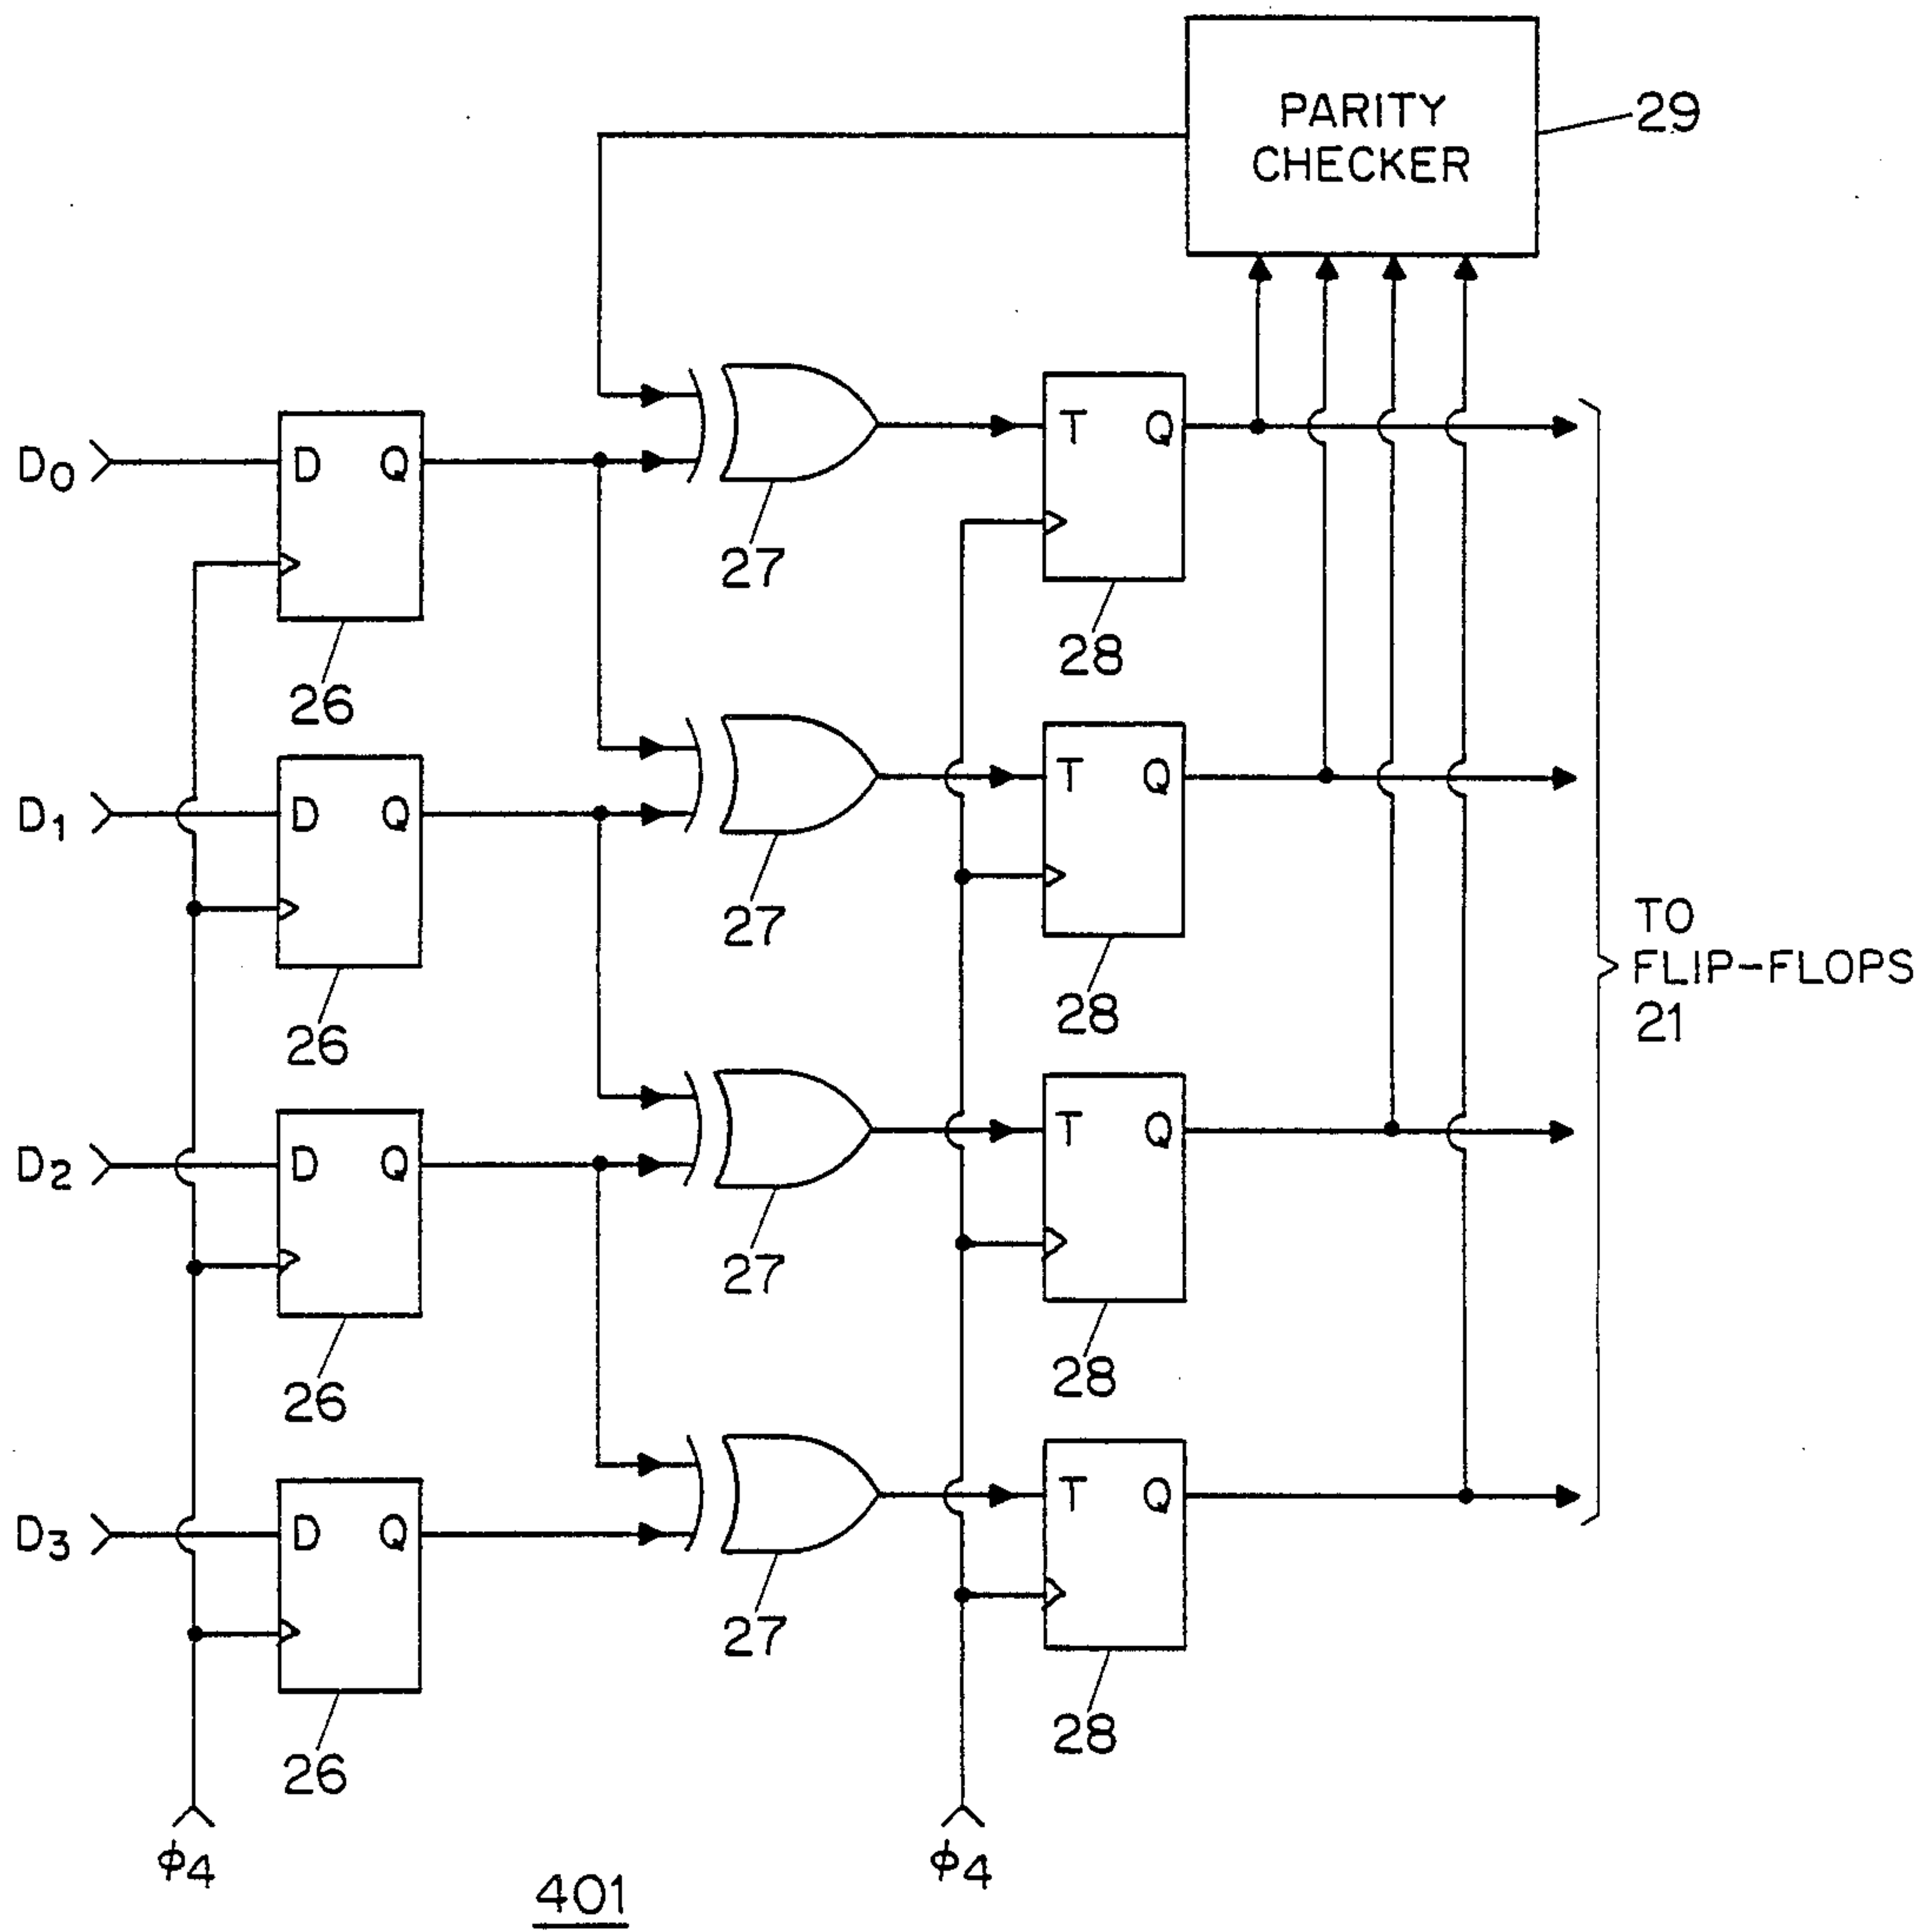 PARITY
CHECKER
29
D0
D Q
27
T Q
28
26
D1
D Q
27
T Q
28
26
TO
FLIP-FLOPS
21
D2
D Q
27
T Q
28
26
D3
D Q
27
T Q
28
26
ϕ4
ϕ4
401